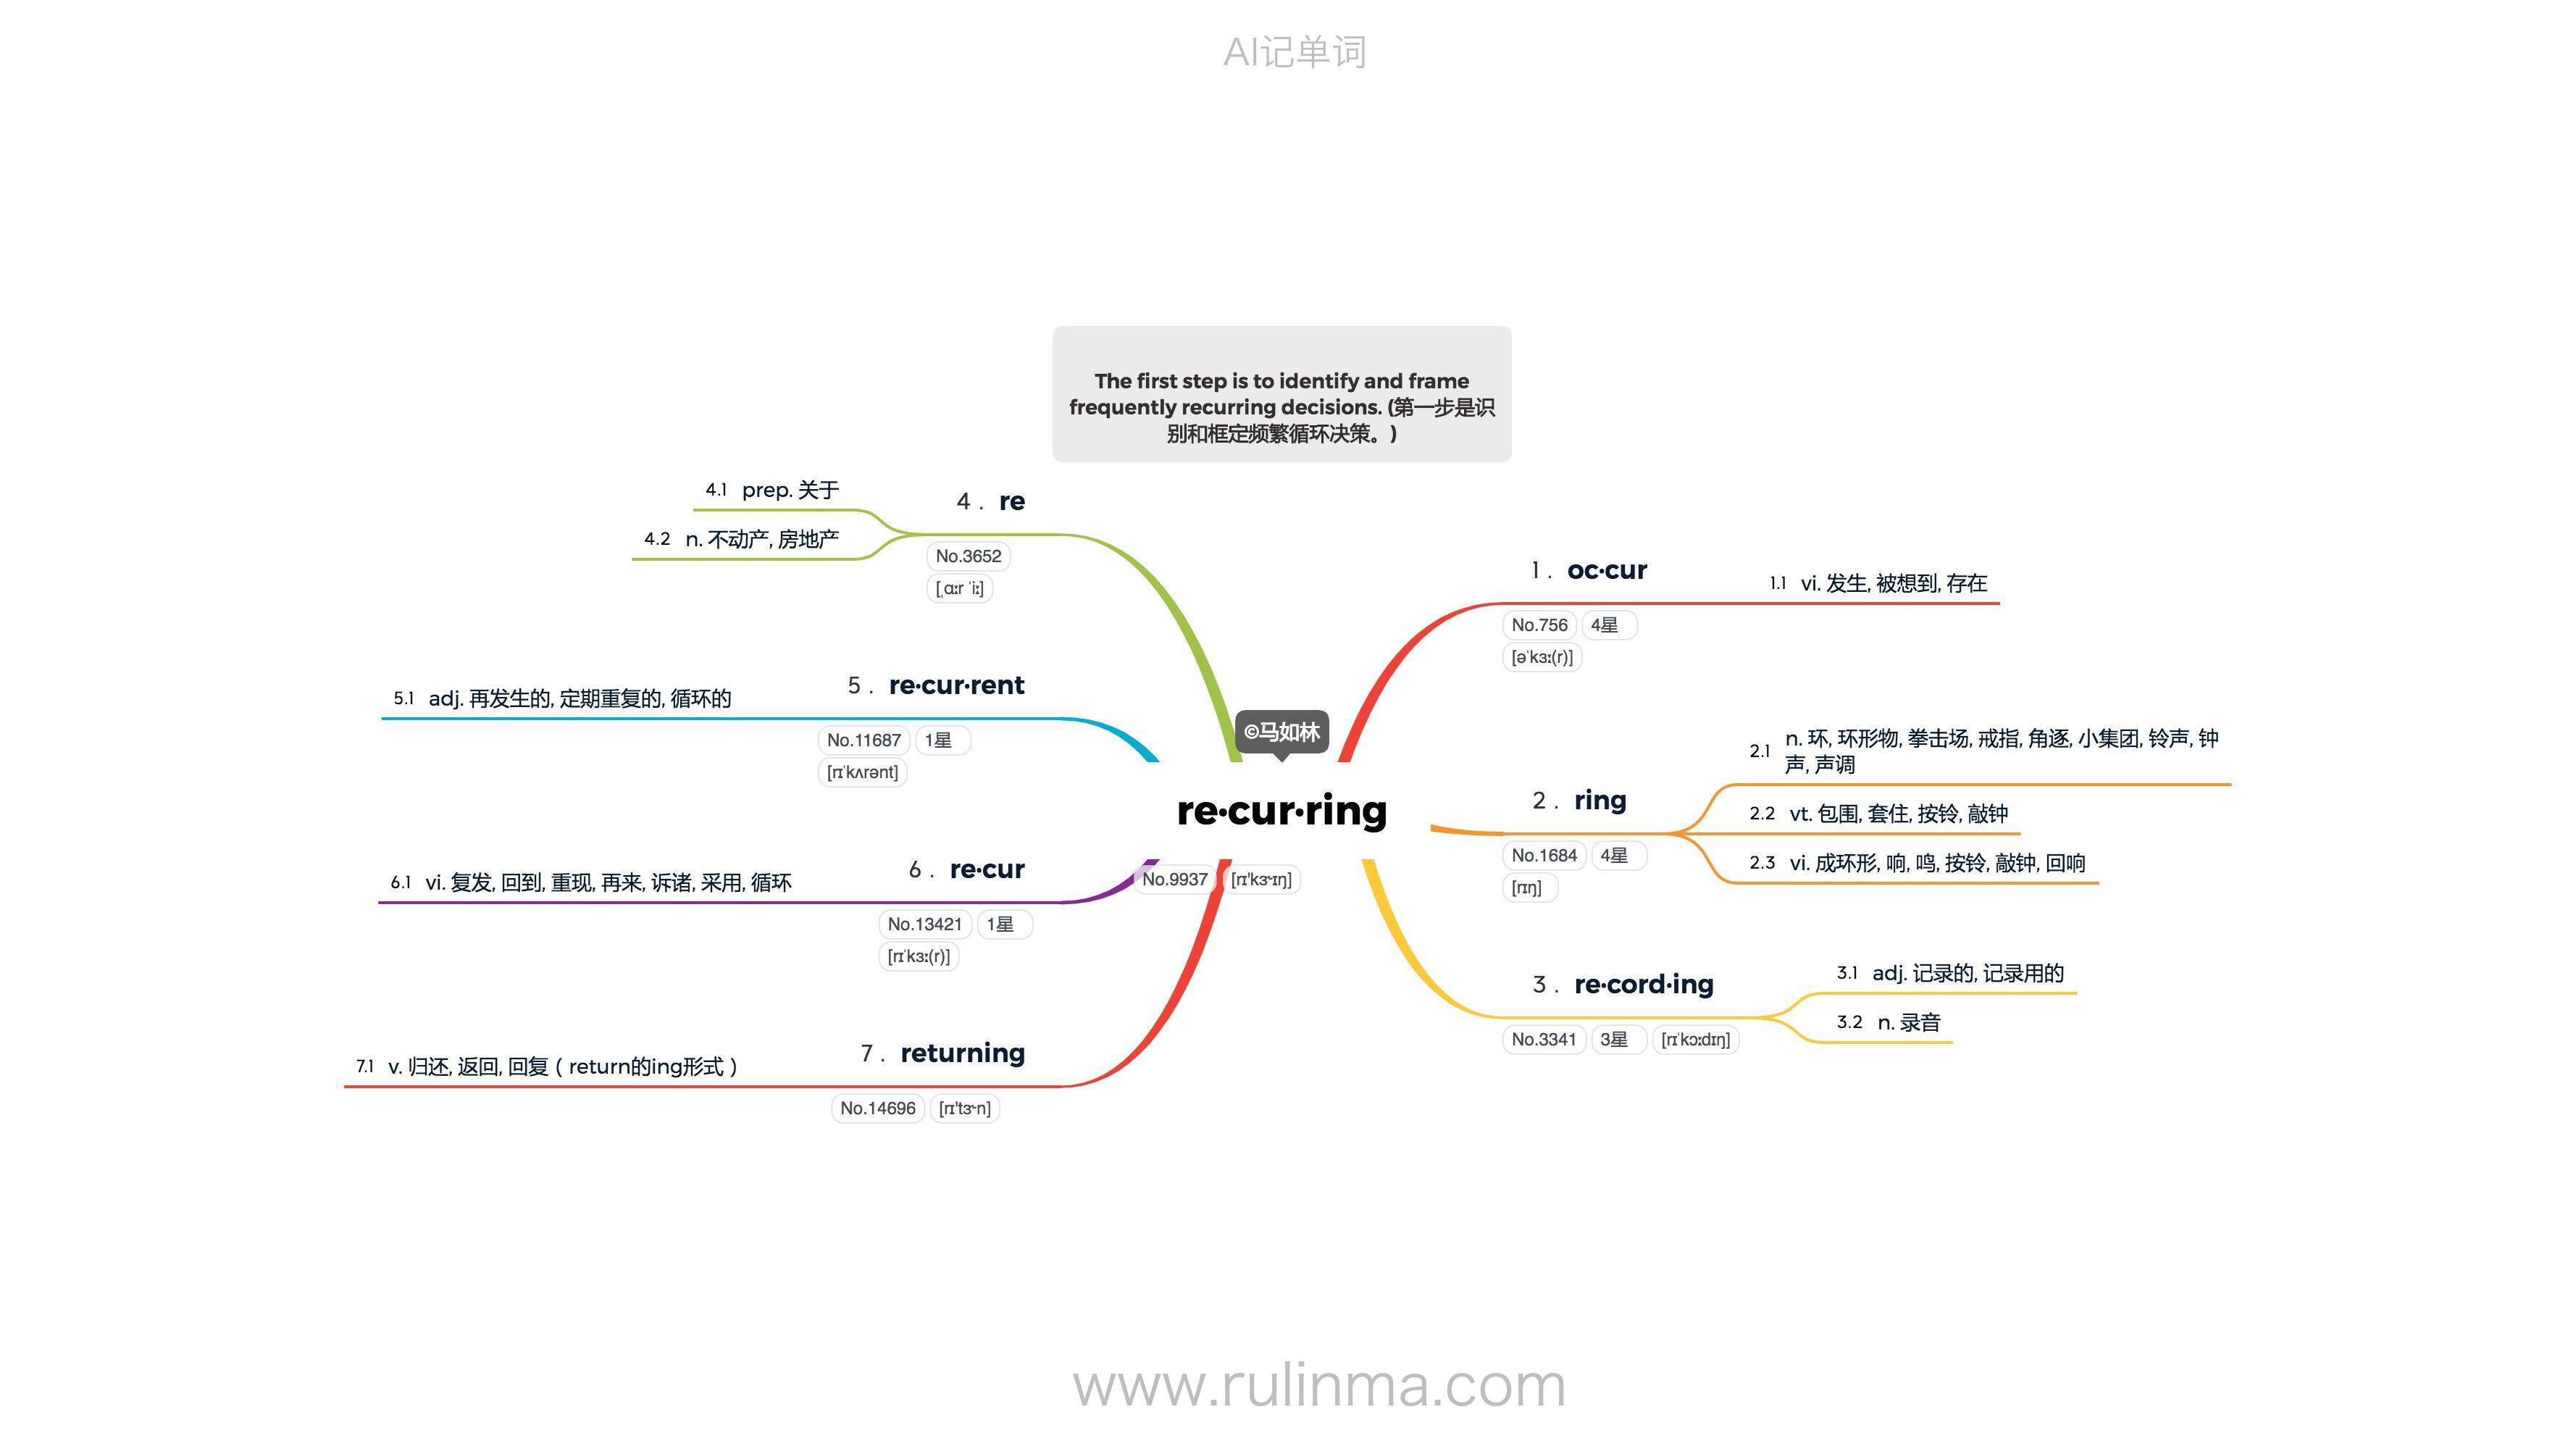 AI记单词
The first step is to identify and frame
frequently recurring decisions. (第一步是识
别和框定频繁循环决策。)
©马如林
re·cur·ring
No.9937 [rɪ'kɝɪŋ]
1 . oc·cur
No.756 4星
[əˈkɜː(r)]
1.1 vi. 发生, 被想到, 存在
2 . ring
No.1684 4星
[rɪŋ]
2.1 n. 环, 环形物, 拳击场, 戒指, 角逐, 小集团, 铃声, 钟
声, 声调
2.2 vt. 包围, 套住, 按铃, 敲钟
2.3 vi. 成环形, 响, 鸣, 按铃, 敲钟, 回响
3 . re·cord·ing
No.3341 3星 [rɪˈkɔːdɪŋ]
3.1 adj. 记录的, 记录用的
3.2 n. 录音
4 . re
No.3652
[ˌɑːr ˈiː]
4.1 prep. 关于
4.2 n. 不动产, 房地产
5 . re·cur·rent
No.11687 1星
[rɪˈkʌrənt]
5.1 adj. 再发生的, 定期重复的, 循环的
6 . re·cur
No.13421 1星
[rɪˈkɜː(r)]
6.1 vi. 复发, 回到, 重现, 再来, 诉诸, 采用, 循环
7 . returning
No.14696 [rɪ'tɝn]
7.1 v. 归还, 返回, 回复（return的ing形式）
www.rulinma.com